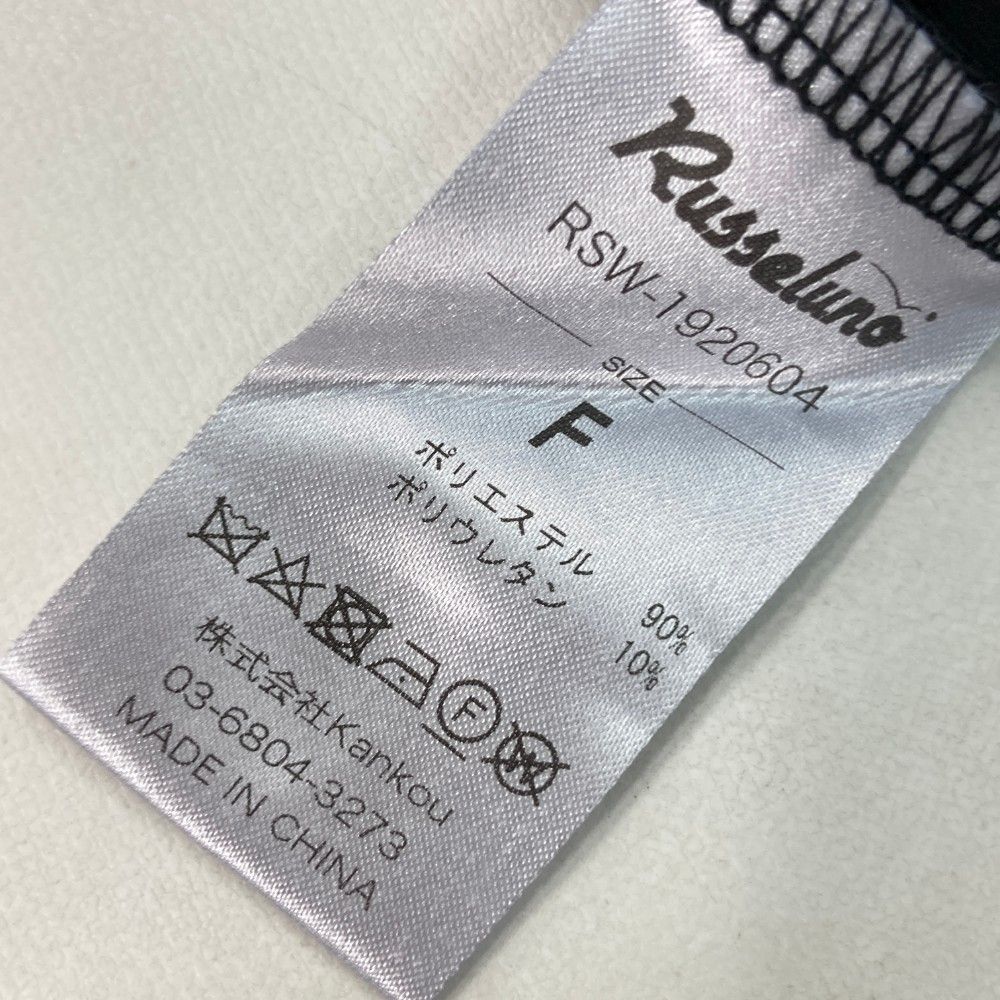 Russeluno
RSW-1920604
SIZE
F
ポリエステル 90%
ポリウレタン 10%
F W
株式会社Kankou
03-6804-3273
MADE IN CHINA